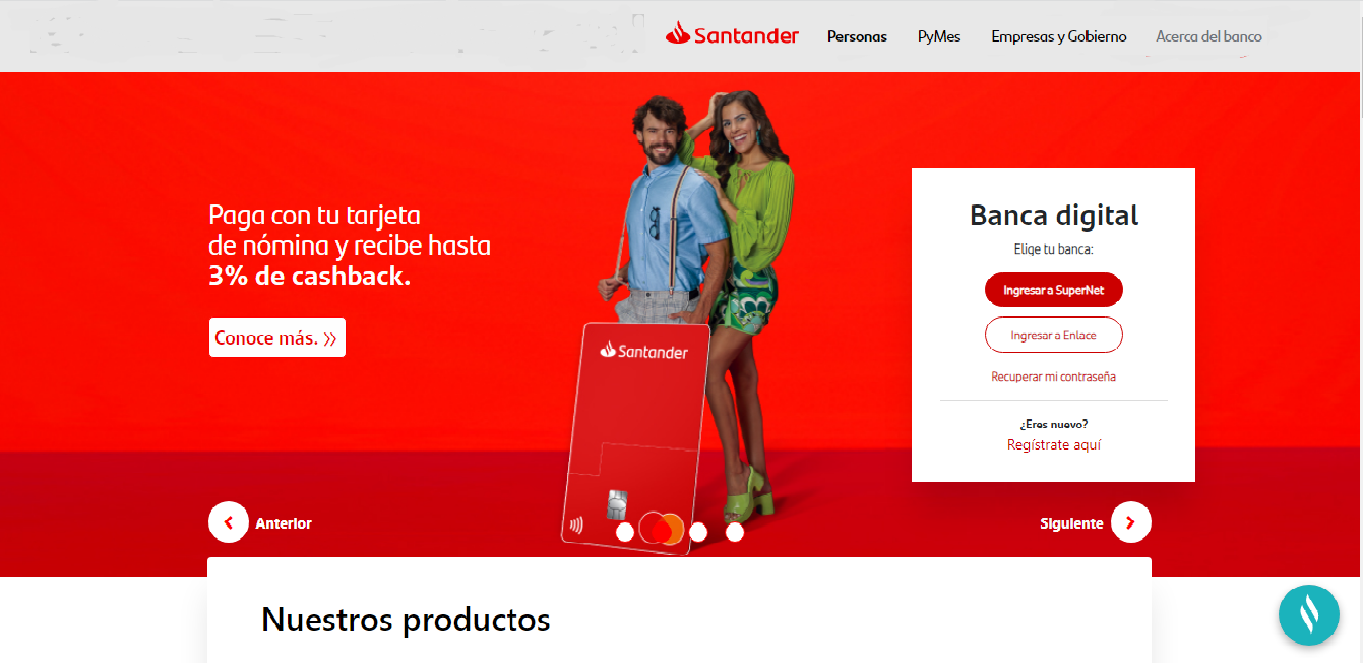 Santander
Personas
PyMes
Empresas y Gobierno
Acerca del banco
Paga con tu tarjeta
de nómina y recibe hasta
3% de cashback.
Conoce más. »
Santander
Banca digital
Elige tu banca:
Ingresar a SuperNet
Ingresar a Enlace
Recuperar mi contraseña
¿Eres nuevo?
Regístrate aquí
Anterior
Siguiente
Nuestros productos